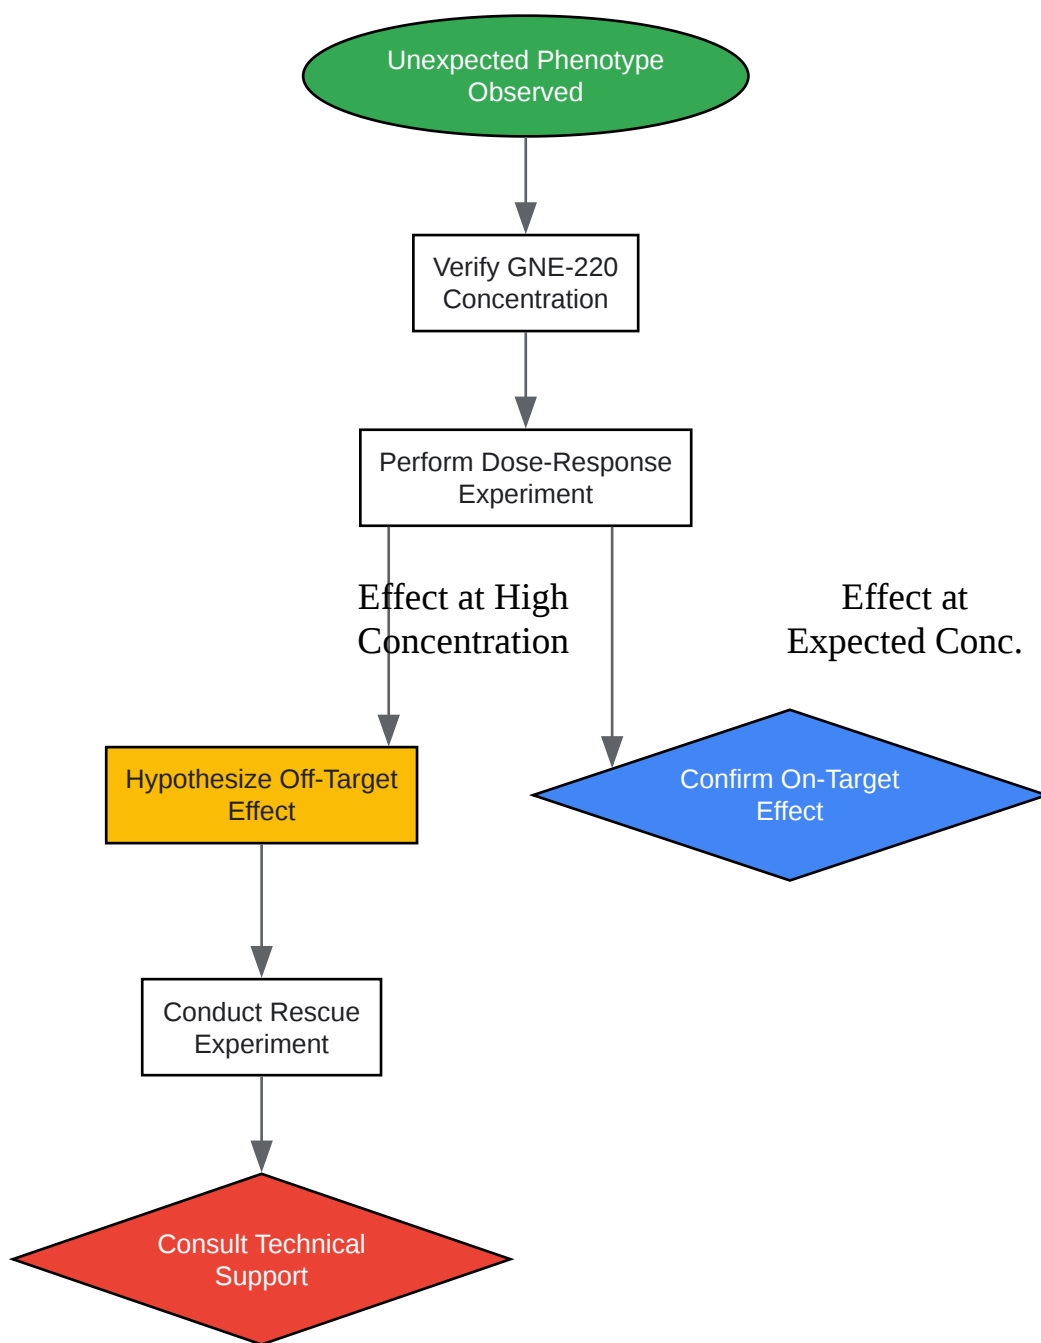 Unexpected Phenotype
Observed
Verify GNE-220
Concentration
Perform Dose-Response
Experiment
Effect at High
Concentration
Effect at
Expected Conc.
Hypothesize Off-Target
Effect
Confirm On-Target
Effect
Conduct Rescue
Experiment
Consult Technical
Support